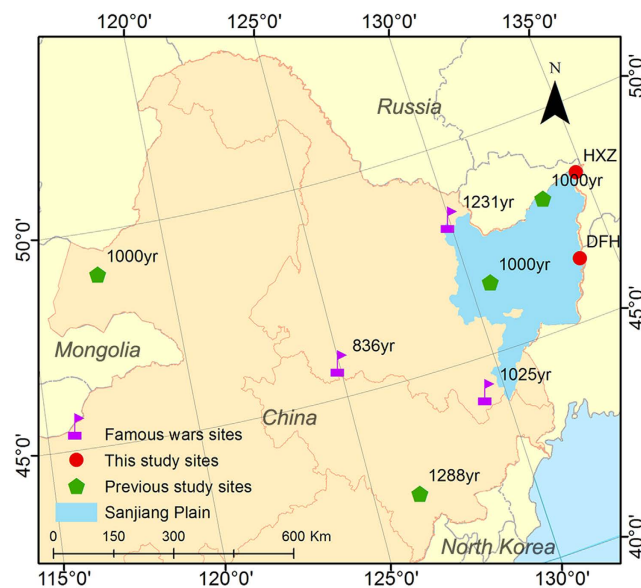 120°0' 125°0' 130°0' 135°0'
50°0'
Russia
N
HXZ
1000yr
1231yr
DFH
50°0'
1000yr
1000yr
45°0'
Mongolia
836yr
1025yr
China
45°0'
Famous wars sites
This study sites
Previous study sites
1288yr
Sanjiang Plain
0 150 300 600 Km
North Korea
40°0'
115°0' 120°0' 125°0' 130°0'